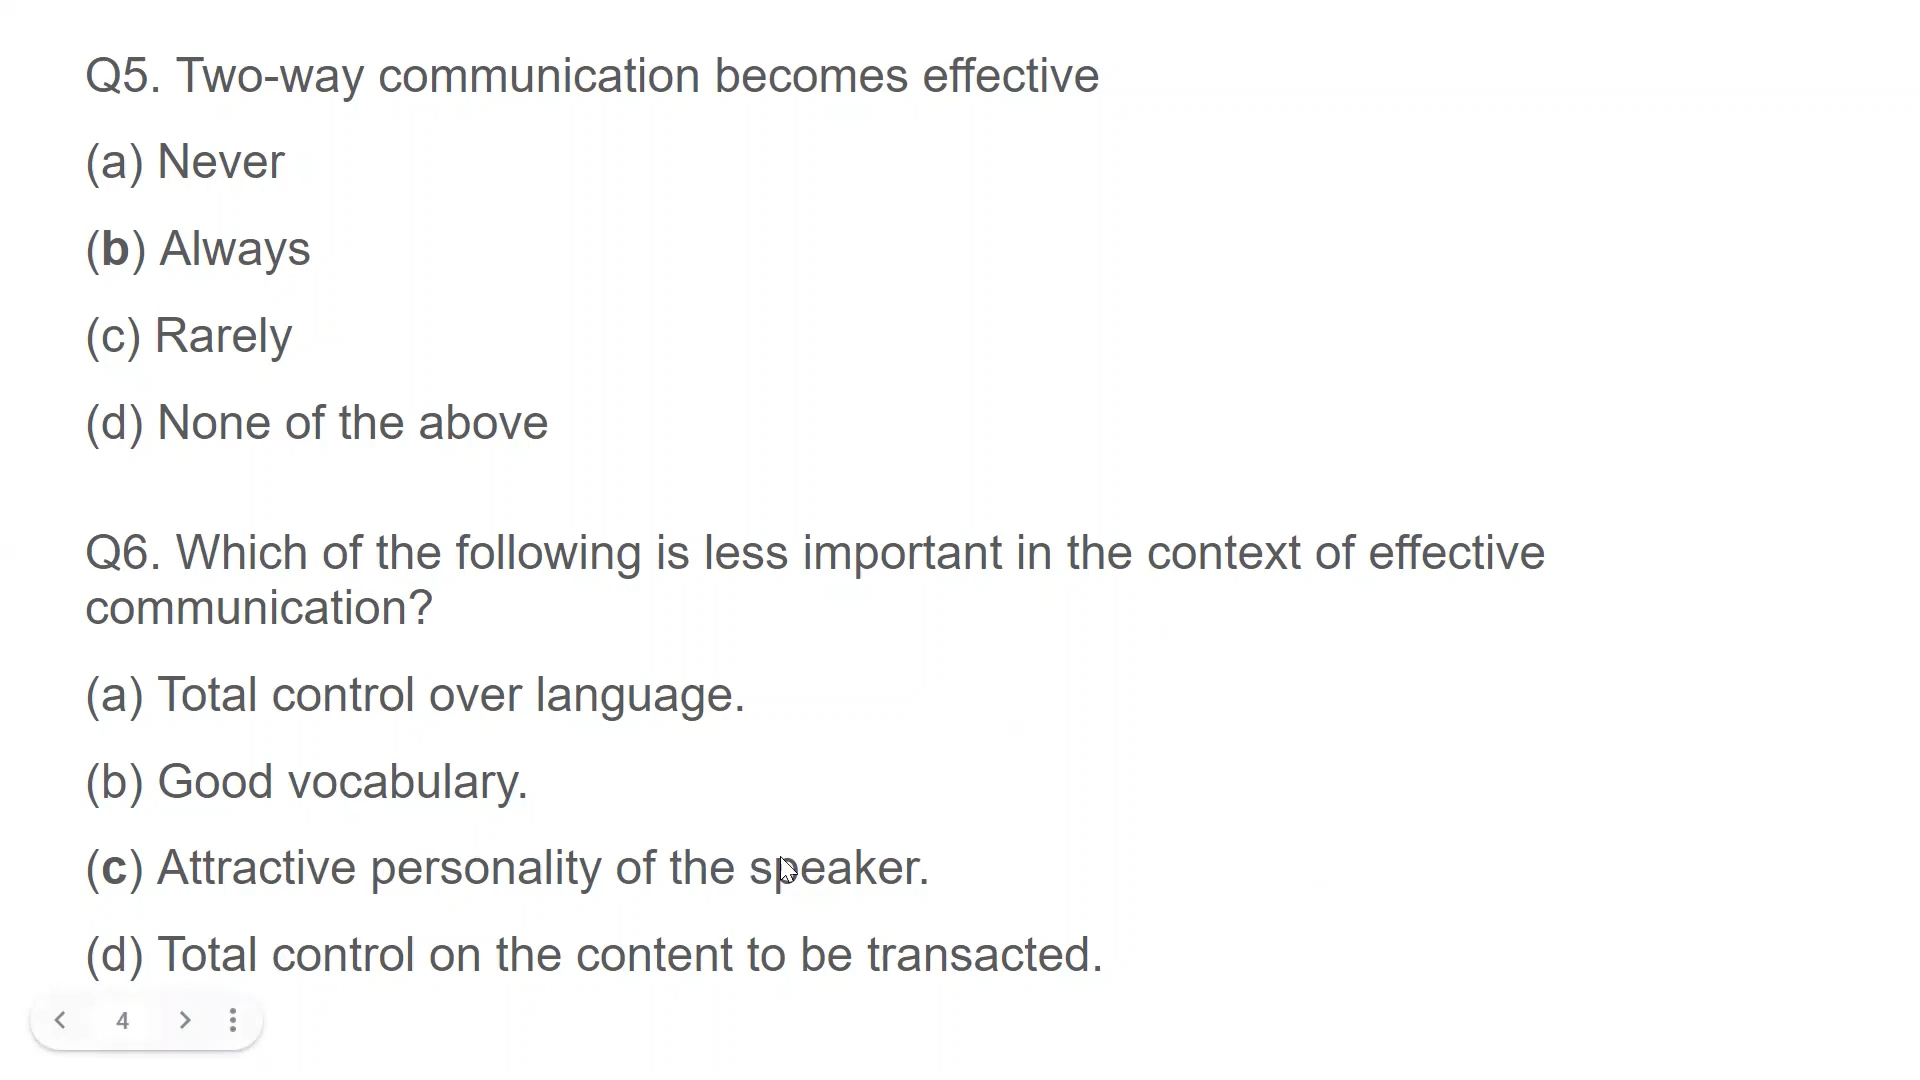 Q5. Two-way communication becomes effective
(a) Never
(b) Always
(c) Rarely
(d) None of the above
Q6. Which of the following is less important in the context of effective
communication?
(a) Total control over language.
(b) Good vocabulary.
(c) Attractive personality of the speaker.
(d) Total control on the content to be transacted.
4